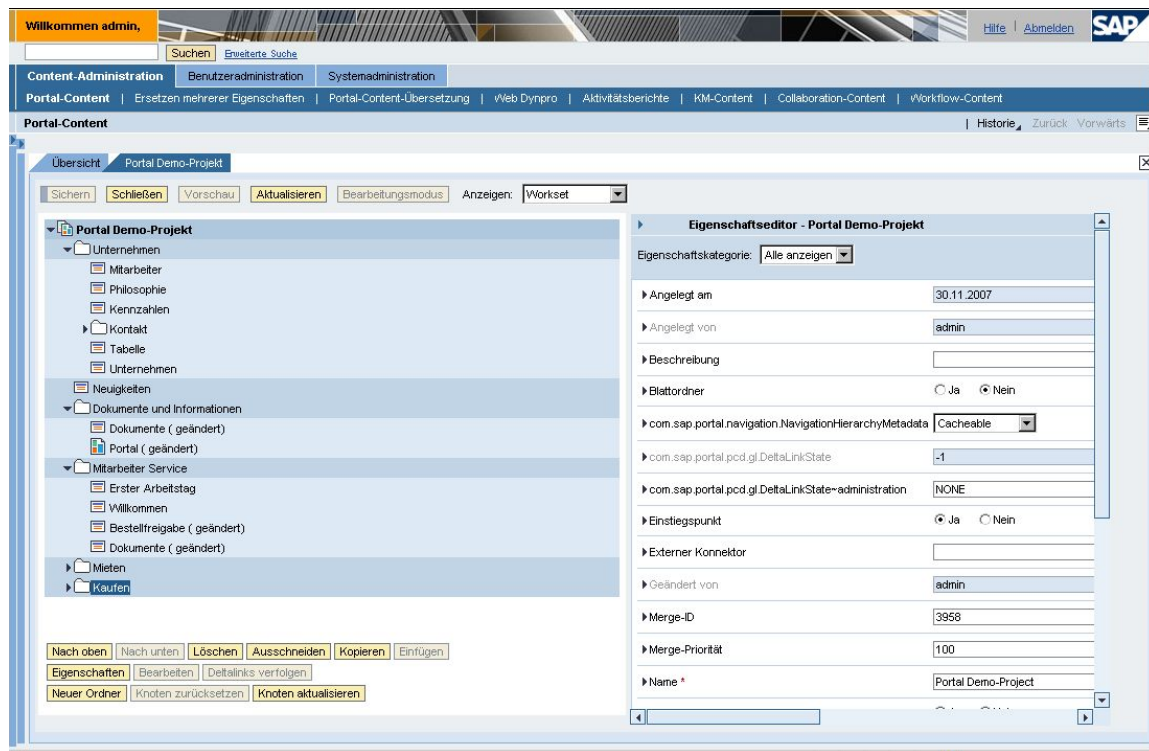 Willkommen admin,
Hilfe | Abmelden SAP
Suchen Erweiterte Suche
Content-Administration Benutzeradministration Systemadministration
Portal-Content | Ersetzen mehrerer Eigenschaften | Portal-Content-Übersetzung | Web Dynpro | Aktivitätsberichte | KM-Content | Collaboration-Content | Workflow-Content
Portal-Content | Historie Zurück Vorwärts
Übersicht Portal Demo-Projekt
Sichern Schließen Vorschau Aktualisieren Bearbeitungsmodus Anzeigen: Workset
Portal Demo-Projekt
Unternehmen
Mitarbeiter
Philosophie
Kennzahlen
Kontakt
Tabelle
Unternehmen
Neuigkeiten
Dokumente und Informationen
Dokumente ( geändert)
Portal ( geändert)
Mitarbeiter Service
Erster Arbeitstag
Willkommen
Bestellfreigabe ( geändert)
Dokumente ( geändert)
Mieten
Kaufen
Nach oben Nach unten Löschen Ausschneiden Kopieren Einfügen
Eigenschaften Bearbeiten Deltalinks verfolgen
Neuer Ordner Knoten zurücksetzen Knoten aktualisieren
Eigenschaftseditor - Portal Demo-Projekt
Eigenschaftskategorie: Alle anzeigen
Angelegt am 30.11.2007
Angelegt von admin
Beschreibung
Blattordner Ja Nein
com.sap.portal.navigation.NavigationHierarchyMetadata Cacheable
com.sap.portal.pcd.gl.DeltaLinkState -1
com.sap.portal.pcd.gl.DeltaLinkState~administration NONE
Einstiegspunkt Ja Nein
Externer Konnektor
Geändert von admin
Merge-ID 3958
Merge-Priorität 100
Name * Portal Demo-Project